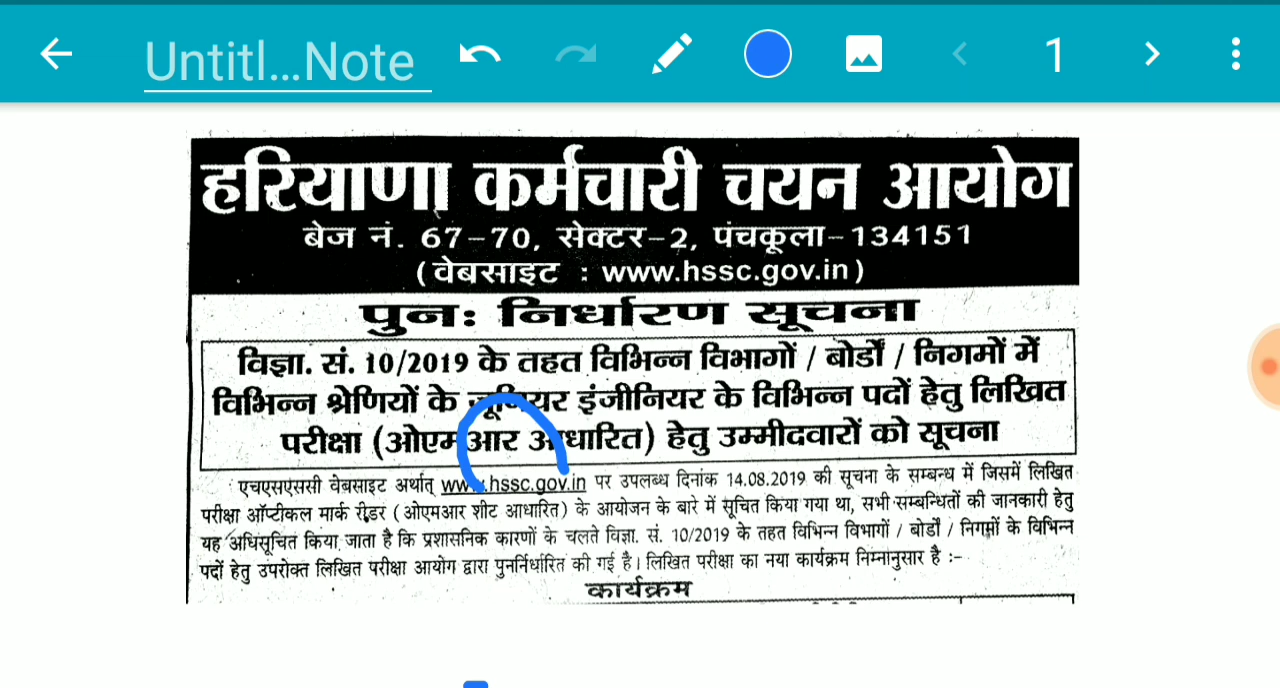 Untitl...Note
1
हरियाणा कर्मचारी चयन आयोग
बेज नं. 67-70, सेक्टर-2, पंचकूला-134151
(वेबसाइट : www.hssc.gov.in)
पुनः निर्धारण सूचना
विज्ञा. सं. 10/2019 के तहत विभिन्न विभागों / बोर्डों / निगमों में
विभिन्न श्रेणियों के जूनियर इंजीनियर के विभिन्न पदों हेतु लिखित
परीक्षा (ओएमआर आधारित) हेतु उम्मीदवारों को सूचना
एचएसएससी वेबसाइट अर्थात् www.hssc.gov.in पर उपलब्ध दिनांक 14.08.2019 की सूचना के सम्बन्ध में जिसमें लिखित
परीक्षा ऑप्टीकल मार्क रीडर (ओएमआर शीट आधारित) के आयोजन के बारे में सूचित किया गया था, सभी सम्बन्धितों की जानकारी हेतु
यह अधिसूचित किया जाता है कि प्रशासनिक कारणों के चलते विज्ञा. सं. 10/2019 के तहत विभिन्न विभागों / बोर्डों / निगमों के विभिन्न
पदों हेतु उपरोक्त लिखित परीक्षा आयोग द्वारा पुनर्निर्धारित की गई है। लिखित परीक्षा का नया कार्यक्रम निम्नानुसार है :-
कार्यक्रम